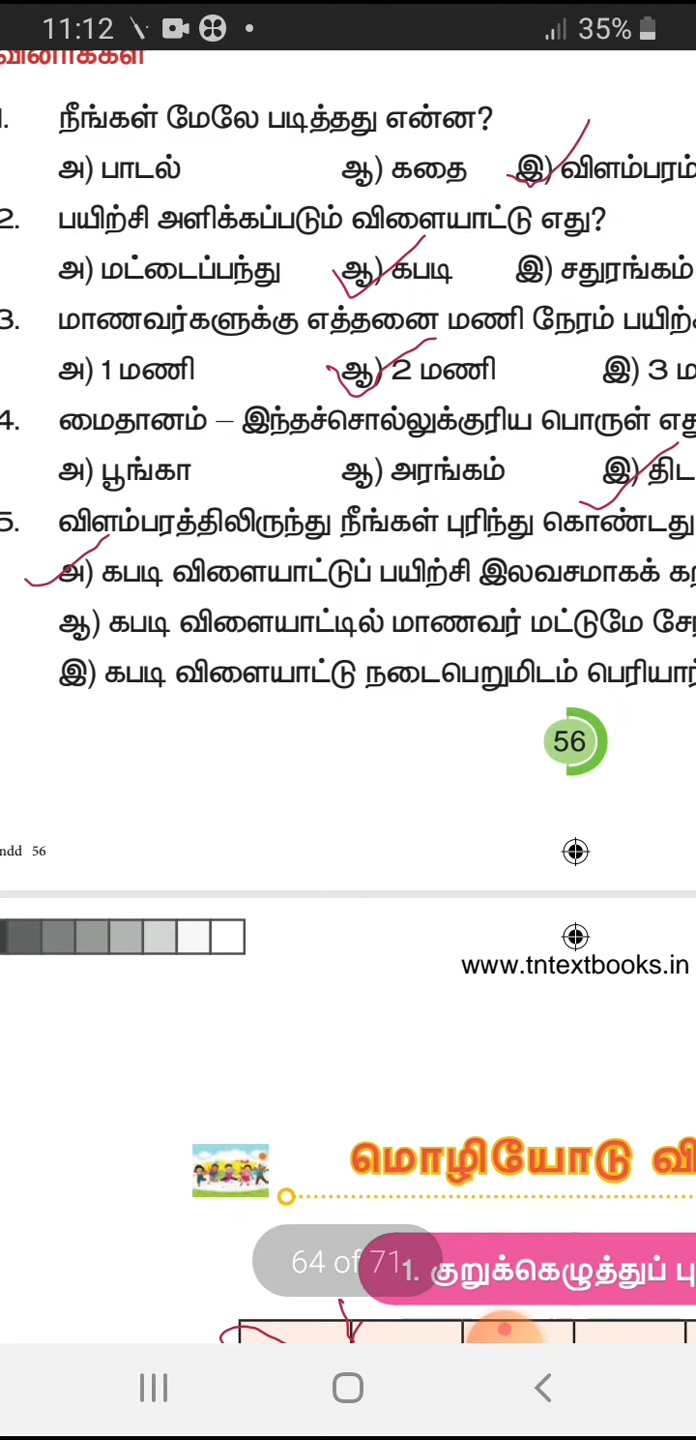 11:12 35%
வினாக்கள்
1. நீங்கள் மேலே படித்தது என்ன?
அ) பாடல் ஆ) கதை இ) விளம்பரம்
2. பயிற்சி அளிக்கப்படும் விளையாட்டு எது?
அ) மட்டைப்பந்து ஆ) கபடி இ) சதுரங்கம்
3. மாணவர்களுக்கு எத்தனை மணி நேரம்
அ) 1 மணி ஆ) 2 மணி இ) 3
4. மைதானம் – இந்தச்சொல்லுக்குரிய பொருள்
அ) பூங்கா ஆ) அரங்கம் இ)
5. விளம்பரத்திலிருந்து நீங்கள் புரிந்து கொண்டது
அ) கபடி விளையாட்டுப் பயிற்சி இலவசமாகக்
ஆ) கபடி விளையாட்டில் மாணவர் மட்டுமே
இ) கபடி விளையாட்டு நடைபெறுமிடம்
56
ndd 56
www.tntextbooks.in
மொழியோடு
64 of 71
1. குறுக்கெழுத்துப்